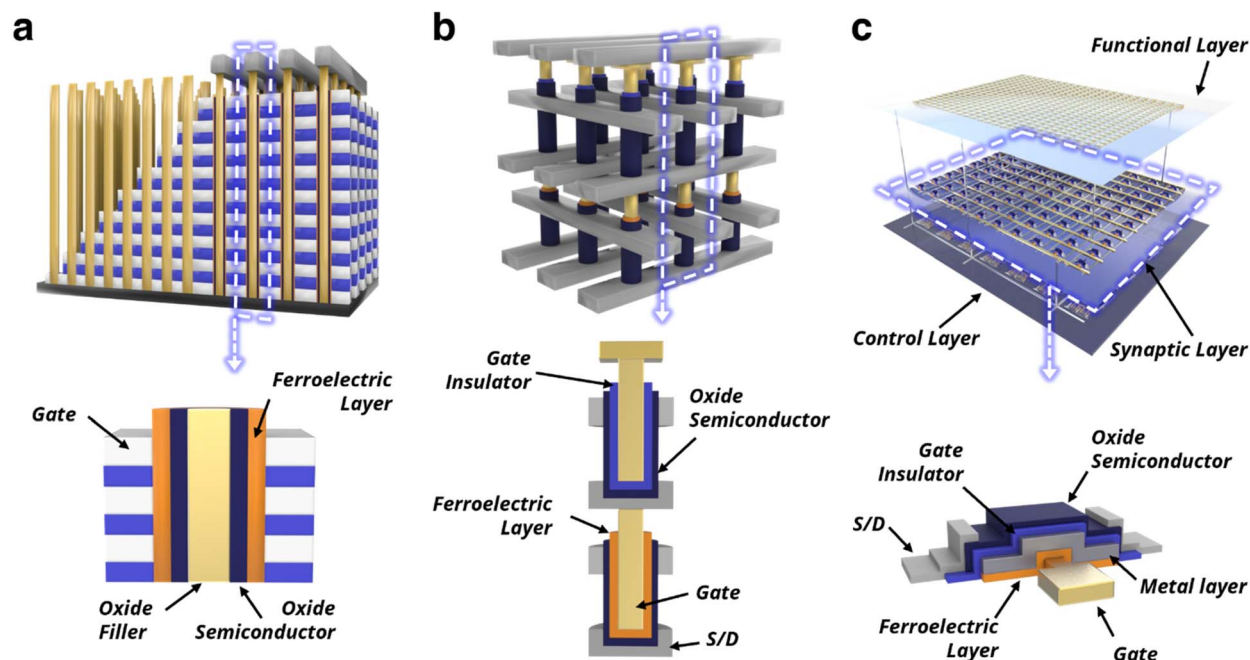 a
Gate
Ferroelectric
Layer
Oxide
Filler
Oxide
Semiconductor
b
Gate
Insulator
Oxide
Semiconductor
Ferroelectric
Layer
Gate
S/D
c
Functional Layer
Control Layer
Synaptic Layer
Gate
Insulator
Oxide
Semiconductor
S/D
Metal layer
Ferroelectric
Layer
Gate